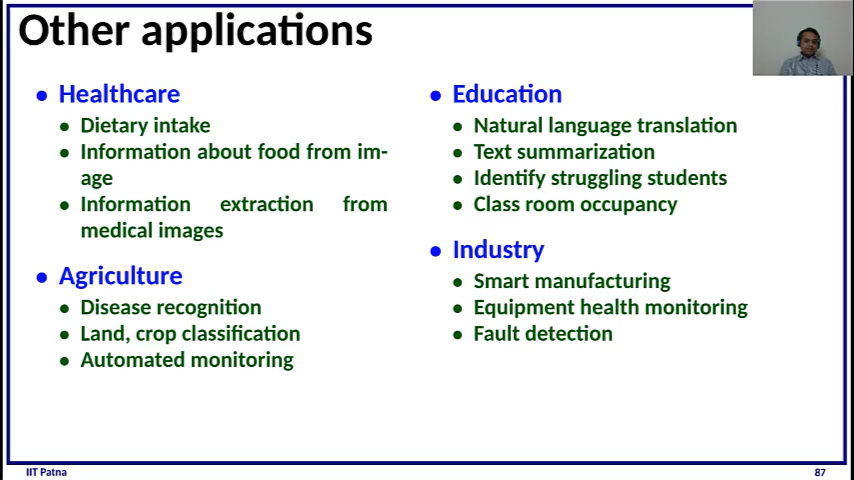 Other applications
• Healthcare
• Dietary intake
• Information about food from im-
age
• Information extraction from
medical images
• Agriculture
• Disease recognition
• Land, crop classification
• Automated monitoring
• Education
• Natural language translation
• Text summarization
• Identify struggling students
• Class room occupancy
• Industry
• Smart manufacturing
• Equipment health monitoring
• Fault detection
IIT Patna
87